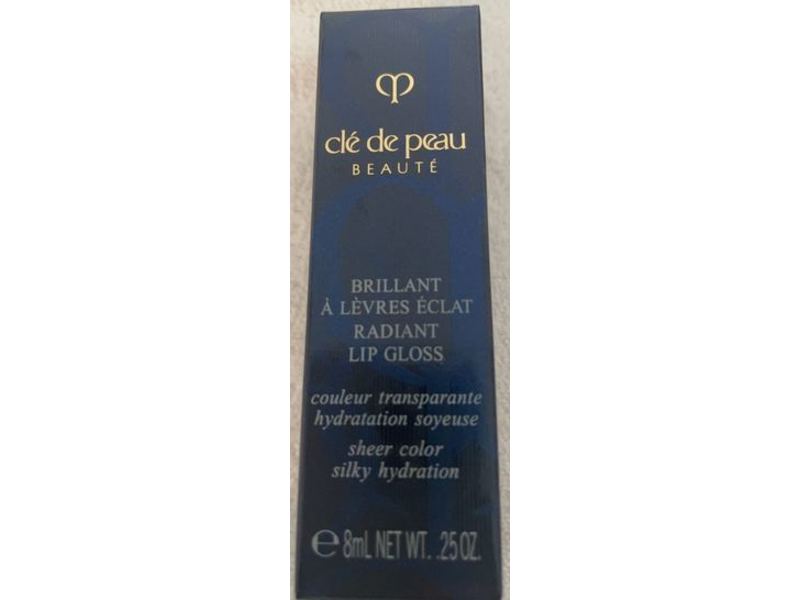 clé de peau
BEAUTÉ
BRILLANT
À LÈVRES ÉCLAT
RADIANT
LIP GLOSS
couleur transparante
hydratation soyeuse
sheer color
silky hydration
℮ 8mL NET WT. .25 OZ.